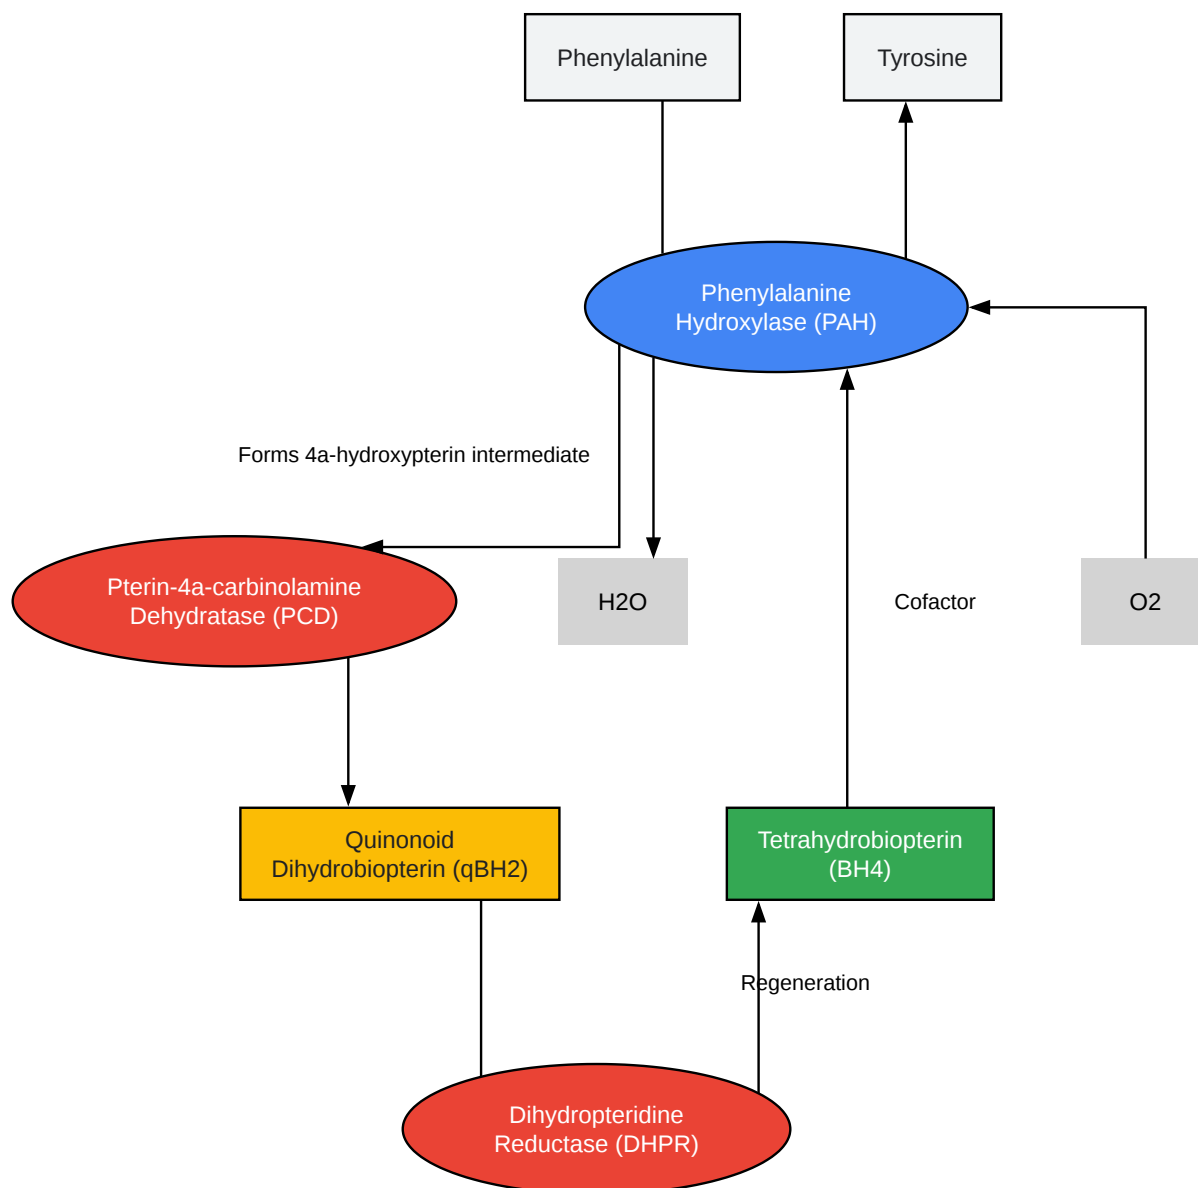 Phenylalanine
Tyrosine
Phenylalanine
Hydroxylase (PAH)
Forms 4a-hydroxypterin intermediate
Pterin-4a-carbinolamine
Dehydratase (PCD)
H2O
Cofactor
O2
Quinonoid
Dihydrobiopterin (qBH2)
Tetrahydrobiopterin
(BH4)
Regeneration
Dihydropteridine
Reductase (DHPR)